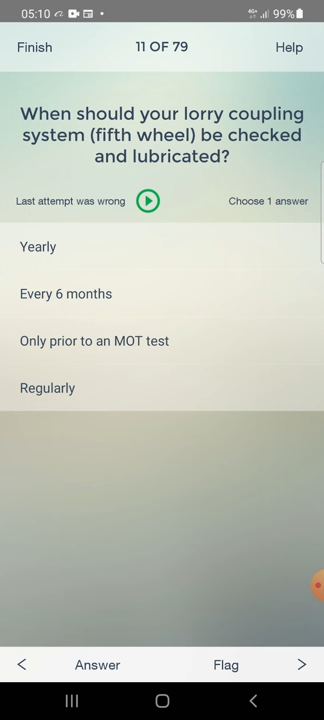 05:10 4G+ 99%
Finish 11 OF 79 Help
When should your lorry coupling
system (fifth wheel) be checked
and lubricated?
Last attempt was wrong Choose 1 answer
Yearly
Every 6 months
Only prior to an MOT test
Regularly
< Answer Flag >